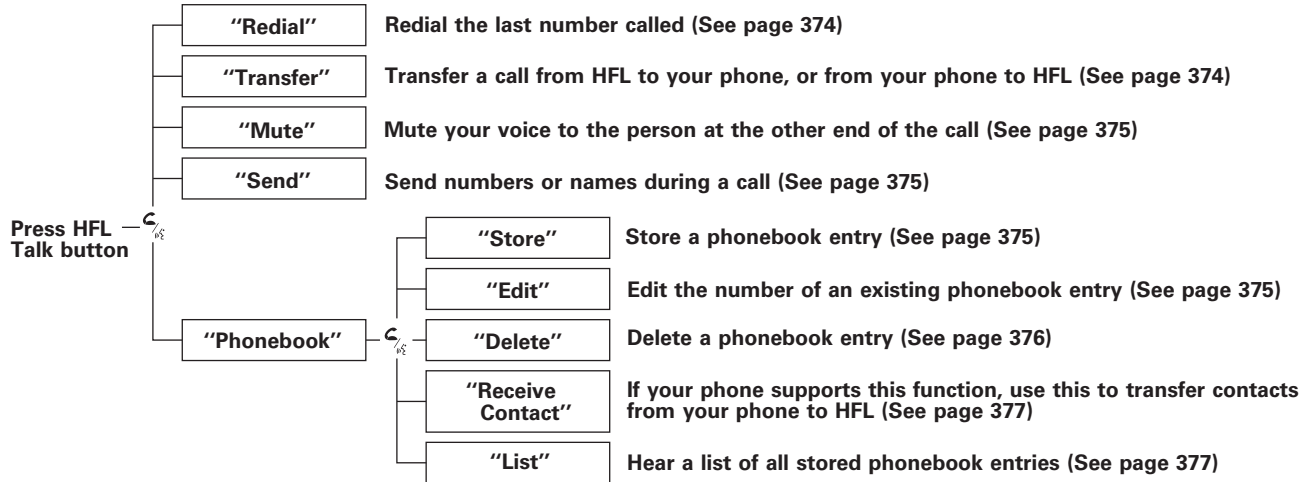 "Redial" Redial the last number called (See page 374)
"Transfer" Transfer a call from HFL to your phone, or from your phone to HFL (See page 374)
"Mute" Mute your voice to the person at the other end of the call (See page 375)
"Send" Send numbers or names during a call (See page 375)
Press HFL
Talk button
"Phonebook"
"Store" Store a phonebook entry (See page 375)
"Edit" Edit the number of an existing phonebook entry (See page 375)
"Delete" Delete a phonebook entry (See page 376)
"Receive
Contact"
If your phone supports this function, use this to transfer contacts
from your phone to HFL (See page 377)
"List" Hear a list of all stored phonebook entries (See page 377)